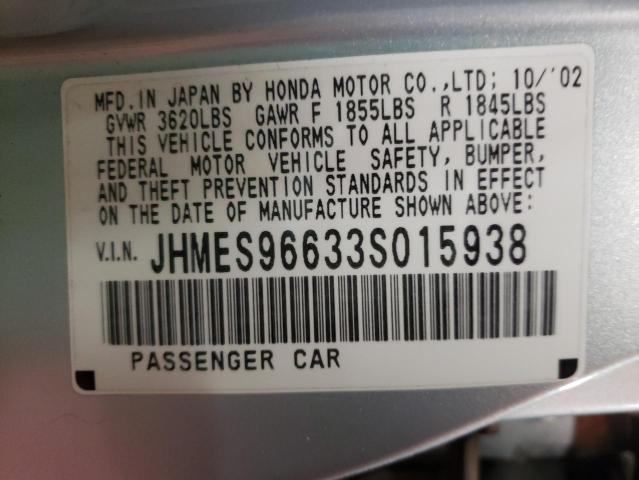 MFD. IN JAPAN BY HONDA MOTOR CO.,LTD; 10/'02
GVWR 3620LBS GAWR F 1855LBS R 1845LBS
THIS VEHICLE CONFORMS TO ALL APPLICABLE
FEDERAL MOTOR VEHICLE SAFETY, BUMPER,
AND THEFT PREVENTION STANDARDS IN EFFECT
ON THE DATE OF MANUFACTURE SHOWN ABOVE:
V.I.N. JHMES96633S015938
PASSENGER CAR